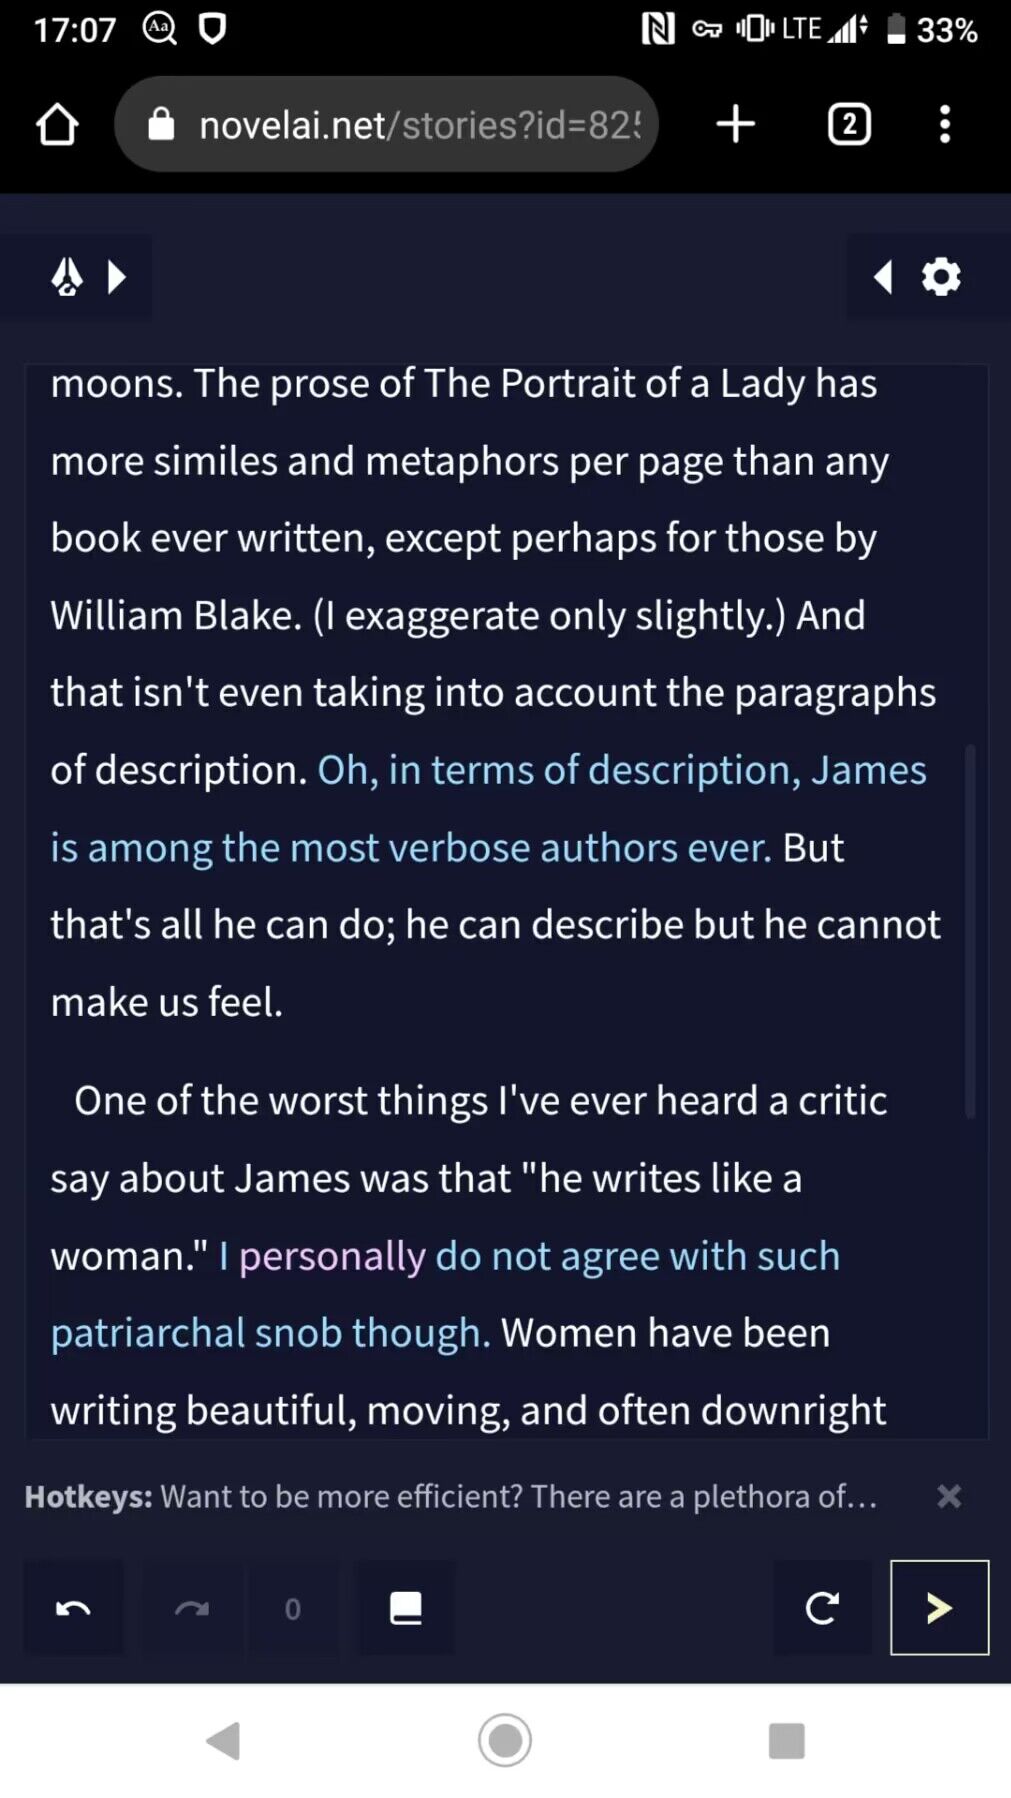 17:07 Aa LTE 33%
novelai.net/stories?id=825
2
moons. The prose of The Portrait of a Lady has
more similes and metaphors per page than any
book ever written, except perhaps for those by
William Blake. (I exaggerate only slightly.) And
that isn't even taking into account the paragraphs
of description. Oh, in terms of description, James
is among the most verbose authors ever. But
that's all he can do; he can describe but he cannot
make us feel.
One of the worst things I've ever heard a critic
say about James was that "he writes like a
woman." I personally do not agree with such
patriarchal snob though. Women have been
writing beautiful, moving, and often downright
Hotkeys: Want to be more efficient? There are a plethora of...
0